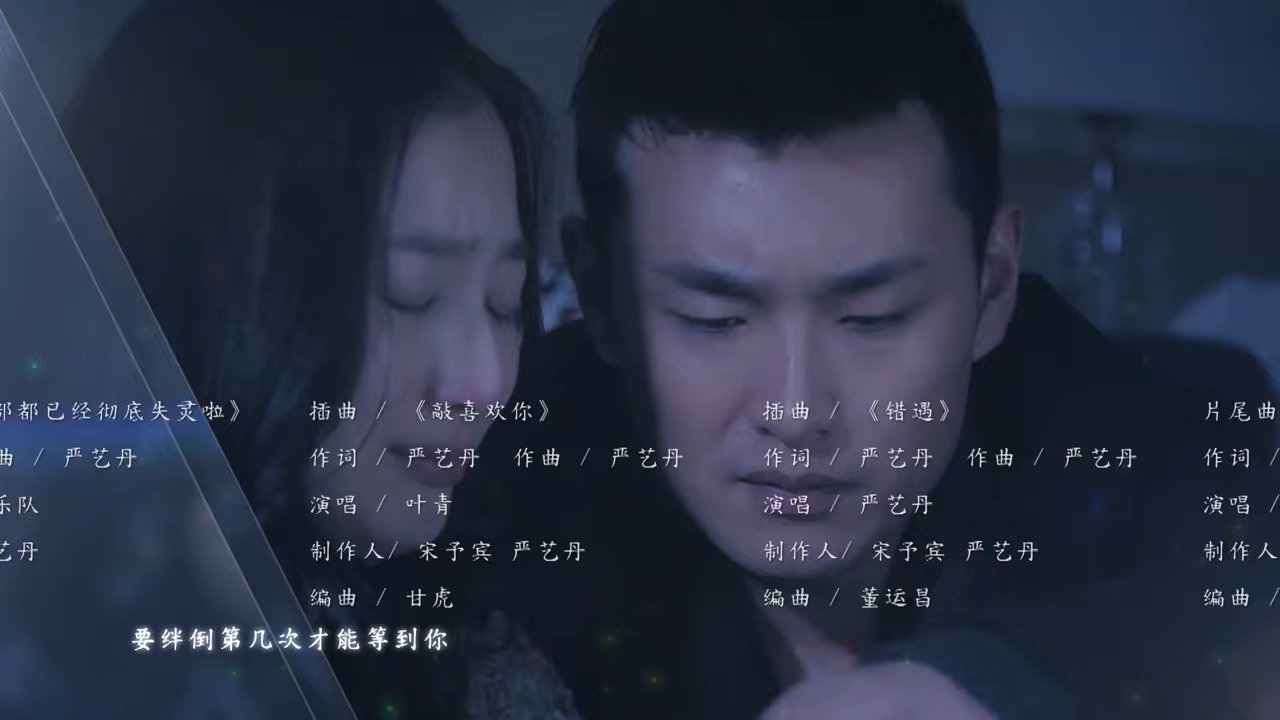 部都已经彻底失灵啦》
曲 / 严艺丹
乐队
艺丹
插曲 / 《敲喜欢你》
作词 / 严艺丹 作曲 / 严艺丹
演唱 / 叶青
制作人/ 宋予宾 严艺丹
编曲 / 甘虎
插曲 / 《错遇》
作词 / 严艺丹 作曲 / 严艺丹
演唱 / 严艺丹
制作人/ 宋予宾 严艺丹
编曲 / 董运昌
片尾曲
作词 /
演唱 /
制作人
编曲 /
要绊倒第几次才能等到你